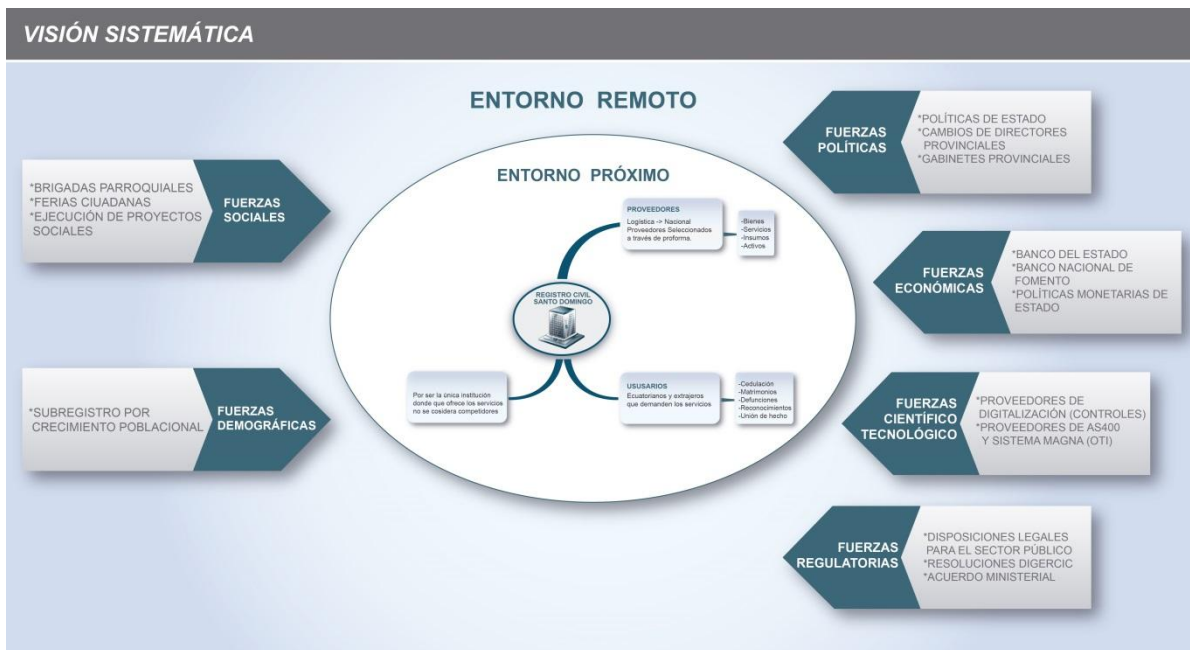 VISIÓN SISTEMÁTICA
ENTORNO REMOTO
ENTORNO PRÓXIMO
*BRIGADAS PARROQUIALES
*FERIAS CIUADANAS
*EJECUCIÓN DE PROYECTOS
SOCIALES
FUERZAS
SOCIALES
*SUBREGISTRO POR
CRECIMIENTO POBLACIONAL
FUERZAS
DEMOGRÁFICAS
PROVEEDORES
Logística -> Nacional
Proveedores Seleccionados
a través de proforma.
-Bienes
-Servicios
-Insumos
-Activos
REGISTRO CIVIL
SANTO DOMINGO
Por ser la única institución
donde que ofrece los servicios
no se cosidera competidores
USUSARIOS
Ecuatorianos y extrajeros
que demanden los servicios
-Cedulación
-Matrimonios
-Defunciones
-Reconocimientos
-Unión de hecho
FUERZAS
POLÍTICAS
*POLÍTICAS DE ESTADO
*CAMBIOS DE DIRECTORES
PROVINCIALES
*GABINETES PROVINCIALES
FUERZAS
ECONÓMICAS
*BANCO DEL ESTADO
*BANCO NACIONAL DE
FOMENTO
*POLÍTICAS MONETARIAS DE
ESTADO
FUERZAS
CIENTÍFICO
TECNOLÓGICO
*PROVEEDORES DE
DIGITALIZACIÓN (CONTROLES)
*PROVEEDORES DE AS400
Y SISTEMA MAGNA (OTI)
FUERZAS
REGULATORIAS
*DISPOSICIONES LEGALES
PARA EL SECTOR PÚBLICO
*RESOLUCIONES DIGERCIC
*ACUERDO MINISTERIAL